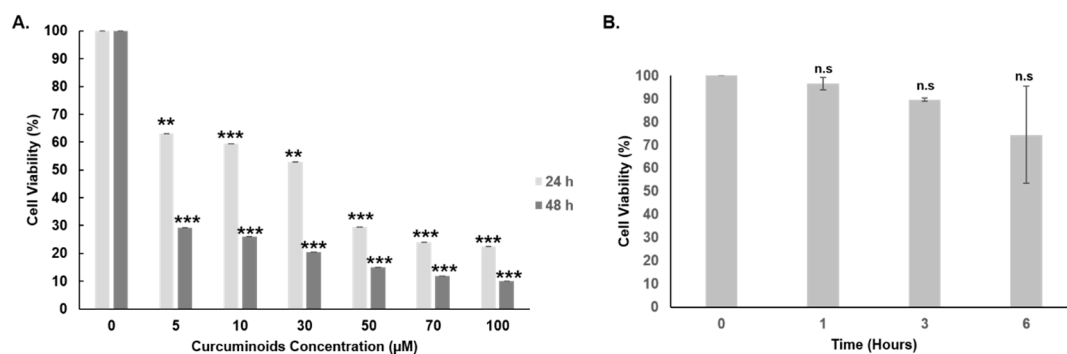 A.
Cell Viability (%)
100
90
80
70
60
50
40
30
20
10
0
**
***
**
***
***
***
***
***
***
***
***
***
0 5 10 30 50 70 100
Curcuminoids Concentration (µM)
24 h
48 h
B.
Cell Viability (%)
100
90
80
70
60
50
40
30
20
10
0
n.s
n.s
n.s
0 1 3 6
Time (Hours)